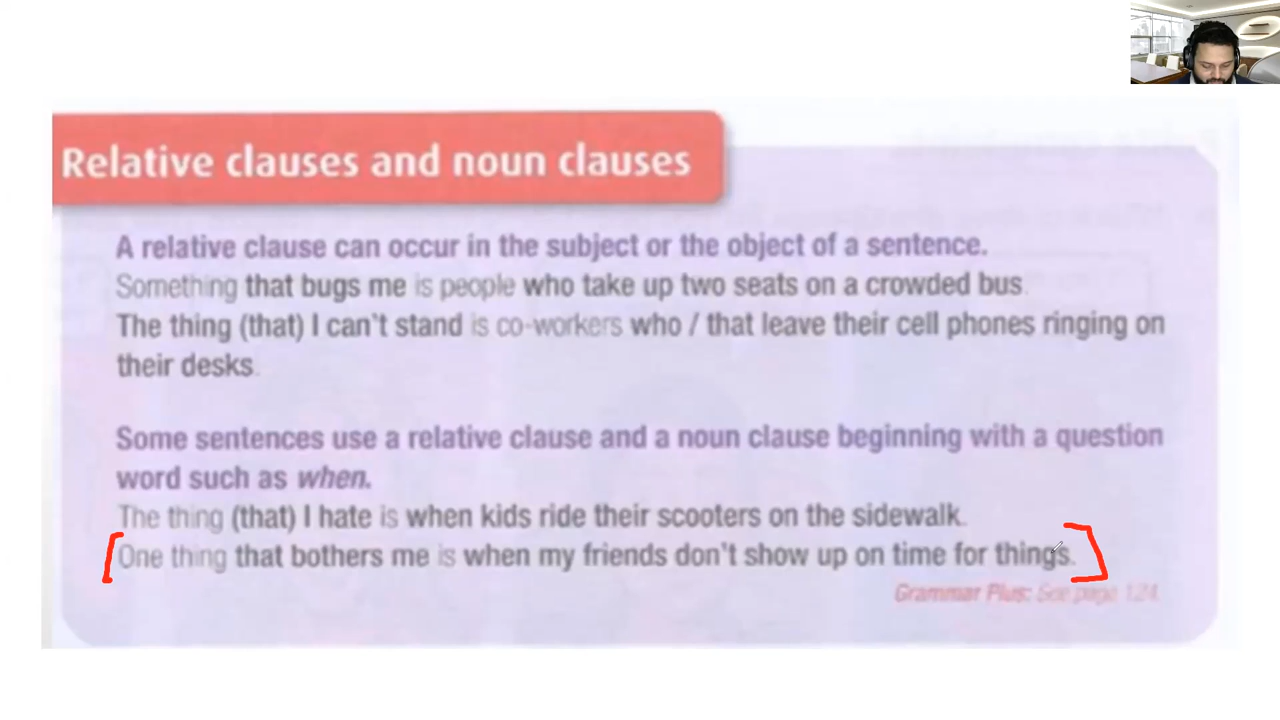 Relative clauses and noun clauses
A relative clause can occur in the subject or the object of a sentence.
Something that bugs me is people who take up two seats on a crowded bus.
The thing (that) I can't stand is co-workers who / that leave their cell phones ringing on
their desks.
Some sentences use a relative clause and a noun clause beginning with a question
word such as when.
The thing (that) I hate is when kids ride their scooters on the sidewalk.
One thing that bothers me is when my friends don't show up on time for things.
Grammar Plus: See page 124